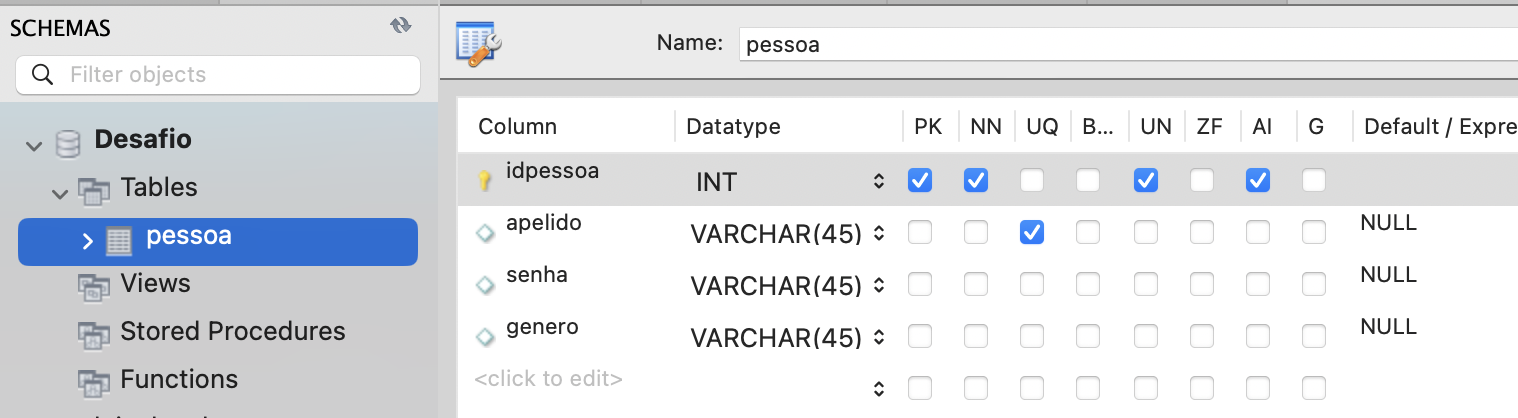 SCHEMAS
Filter objects
Desafio
Tables
pessoa
Views
Stored Procedures
Functions
Name: pessoa
Column Datatype PK NN UQ B... UN ZF AI G Default / Expre
idpessoa INT
apelido VARCHAR(45) NULL
senha VARCHAR(45) NULL
genero VARCHAR(45) NULL
<click to edit>